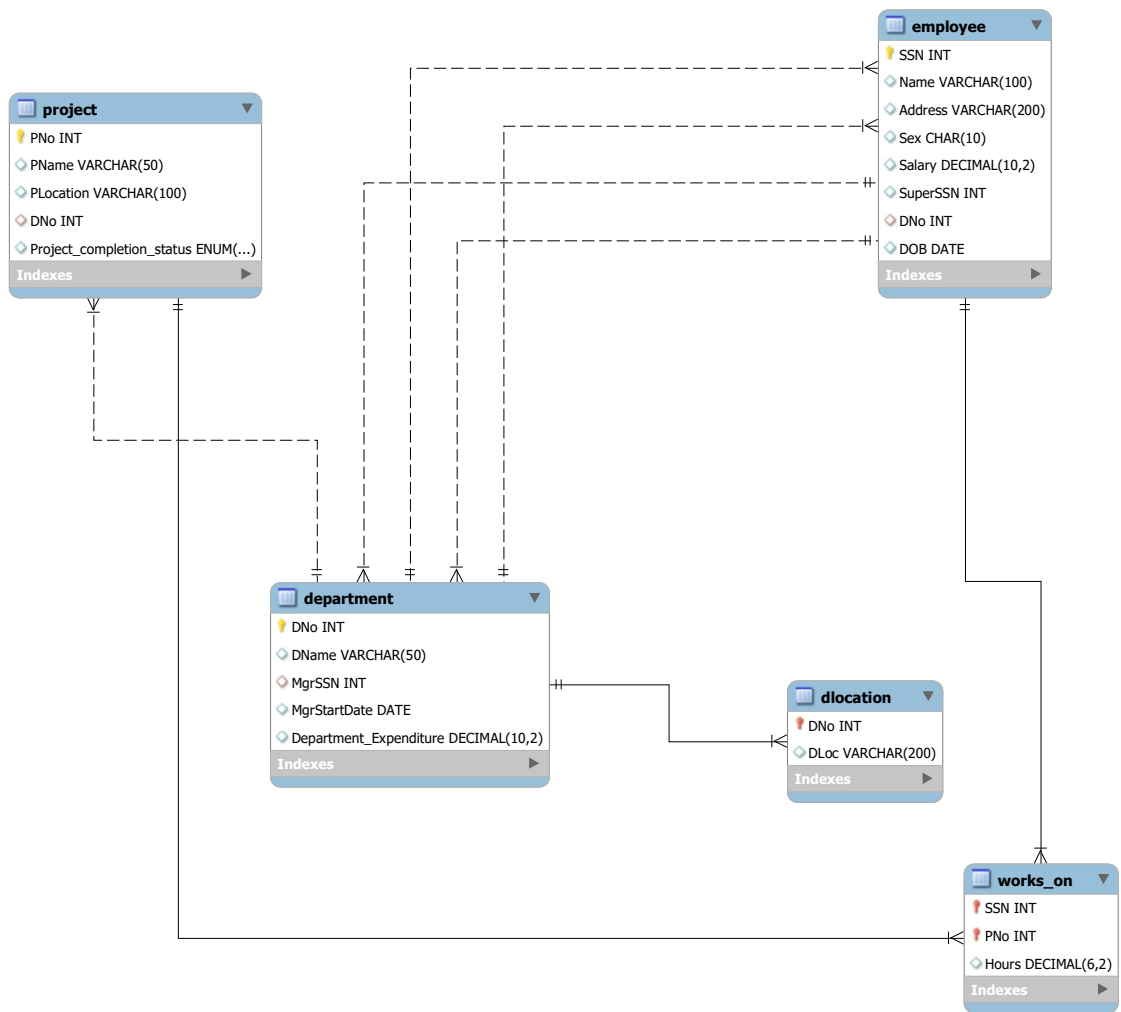 employee
SSN INT
Name VARCHAR(100)
Address VARCHAR(200)
Sex CHAR(10)
Salary DECIMAL(10,2)
SuperSSN INT
DNo INT
DOB DATE
Indexes
project
PNo INT
PName VARCHAR(50)
PLocation VARCHAR(100)
DNo INT
Project_completion_status ENUM(...)
Indexes
department
DNo INT
DName VARCHAR(50)
MgrSSN INT
MgrStartDate DATE
Department_Expenditure DECIMAL(10,2)
Indexes
dlocation
DNo INT
DLoc VARCHAR(200)
Indexes
works_on
SSN INT
PNo INT
Hours DECIMAL(6,2)
Indexes